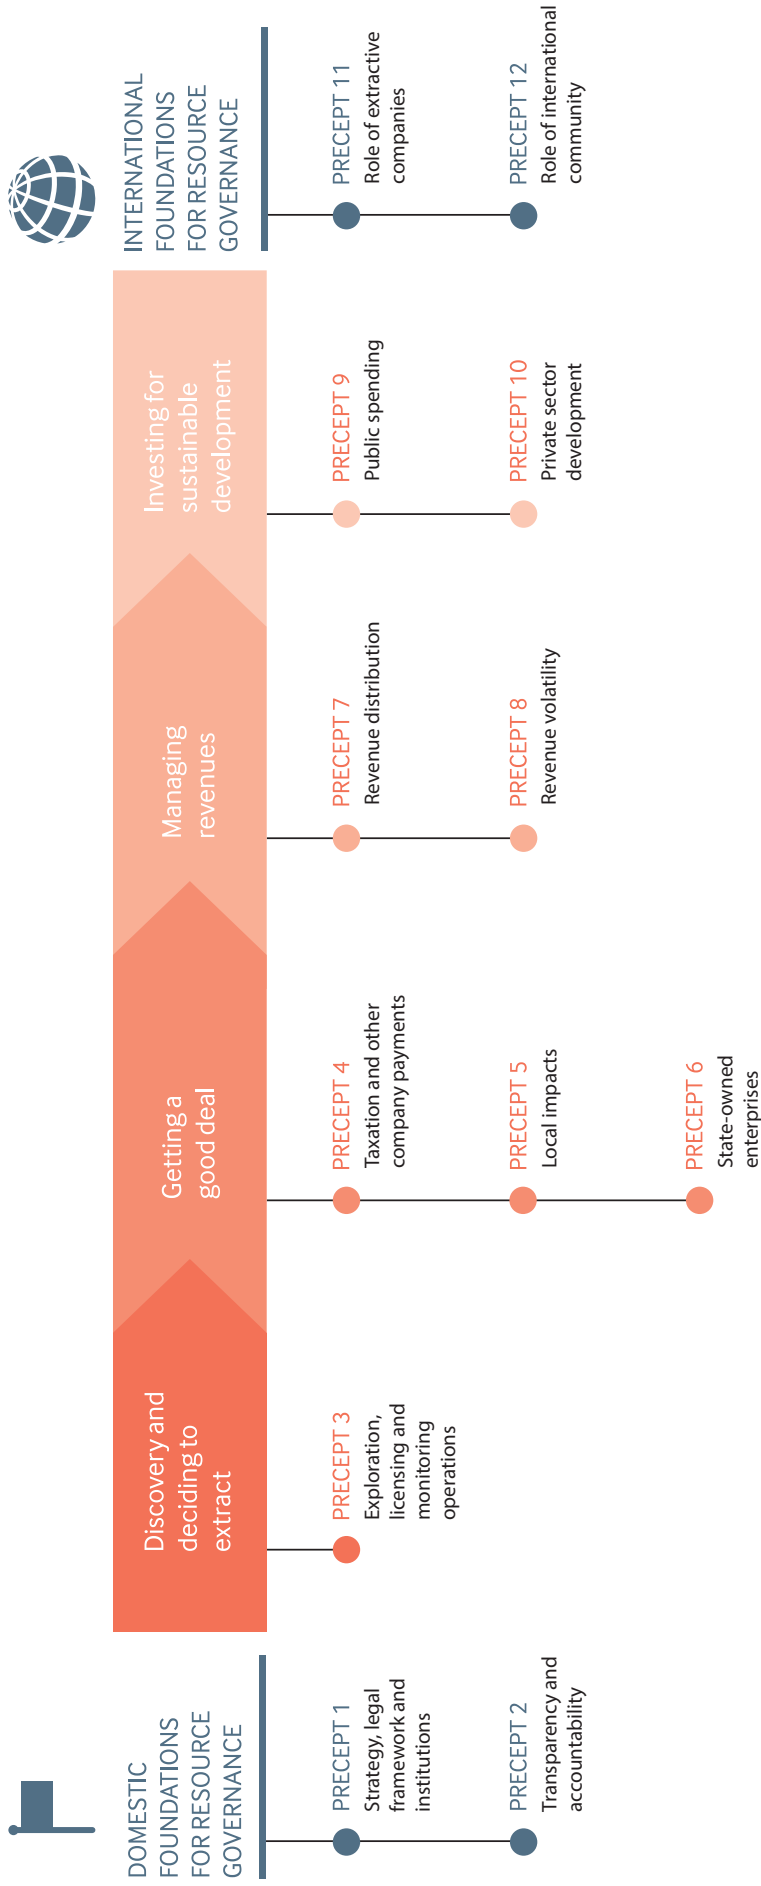 DOMESTIC
FOUNDATIONS
FOR RESOURCE
GOVERNANCE
PRECEPT 1
Strategy, legal
framework and
institutions
PRECEPT 2
Transparency and
accountability
Discovery and
deciding to
extract
PRECEPT 3
Exploration,
licensing and
monitoring
operations
Getting a
good deal
PRECEPT 4
Taxation and other
company payments
PRECEPT 5
Local impacts
PRECEPT 6
State-owned
enterprises
Managing
revenues
PRECEPT 7
Revenue distribution
PRECEPT 8
Revenue volatility
Investing for
sustainable
development
PRECEPT 9
Public spending
PRECEPT 10
Private sector
development
INTERNATIONAL
FOUNDATIONS
FOR RESOURCE
GOVERNANCE
PRECEPT 11
Role of extractive
companies
PRECEPT 12
Role of international
community